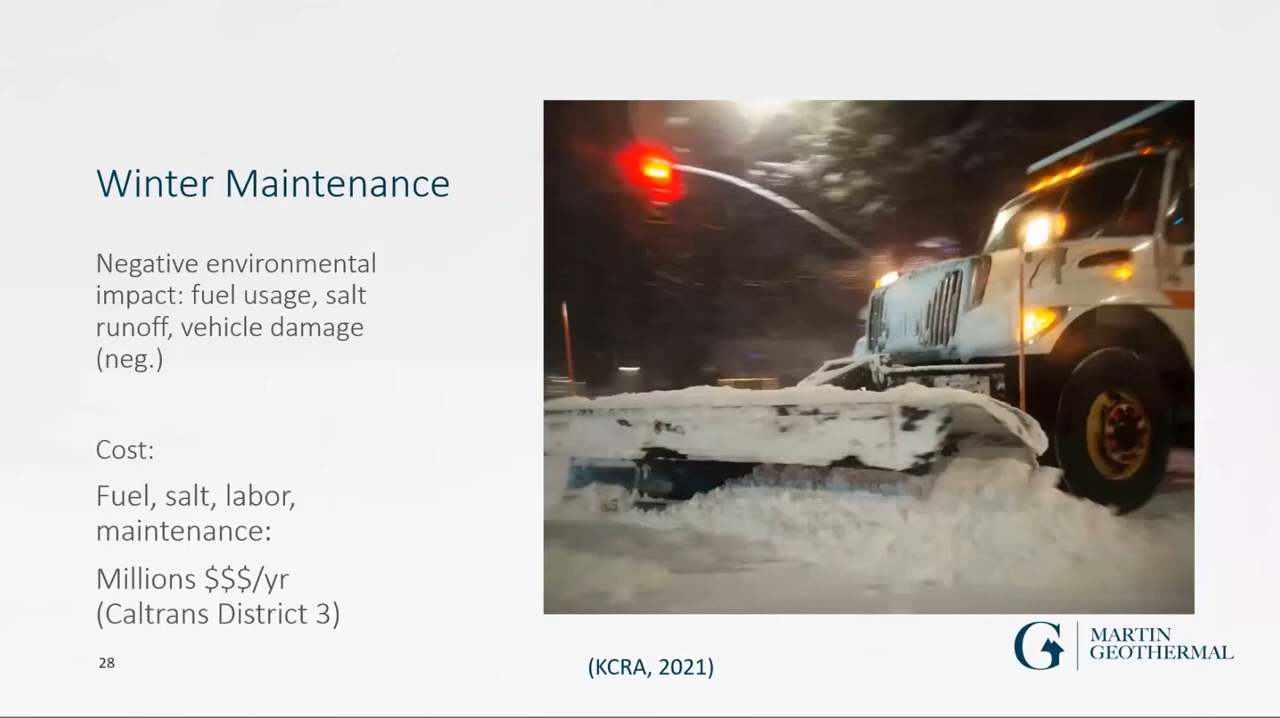 Winter Maintenance
Negative environmental
impact: fuel usage, salt
runoff, vehicle damage
(neg.)
Cost:
Fuel, salt, labor,
maintenance:
Millions $$$/yr
(Caltrans District 3)
28
(KCRA, 2021)
MARTIN
GEOTHERMAL